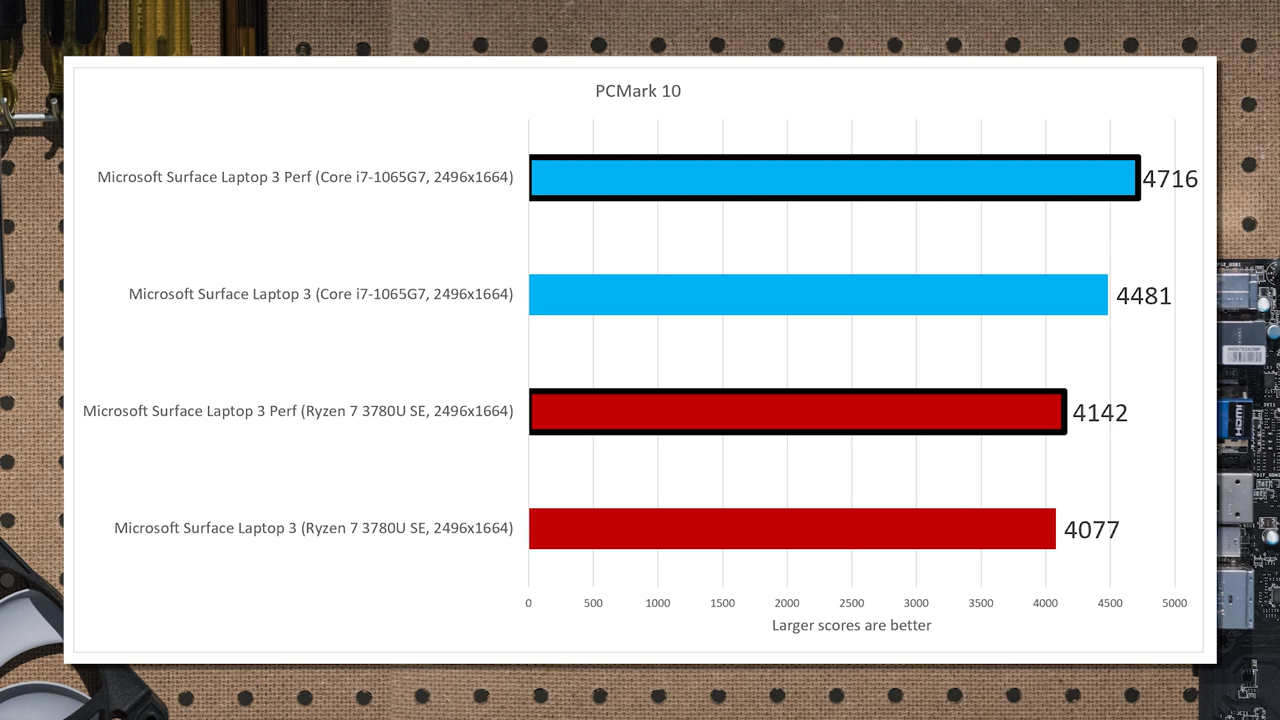 PCMark 10
Microsoft Surface Laptop 3 Perf (Core i7-1065G7, 2496x1664)
4716
Microsoft Surface Laptop 3 (Core i7-1065G7, 2496x1664)
4481
Microsoft Surface Laptop 3 Perf (Ryzen 7 3780U SE, 2496x1664)
4142
HDMI
Microsoft Surface Laptop 3 (Ryzen 7 3780U SE, 2496x1664)
4077
0 500 1000 1500 2000 2500 3000 3500 4000 4500 5000
Larger scores are better